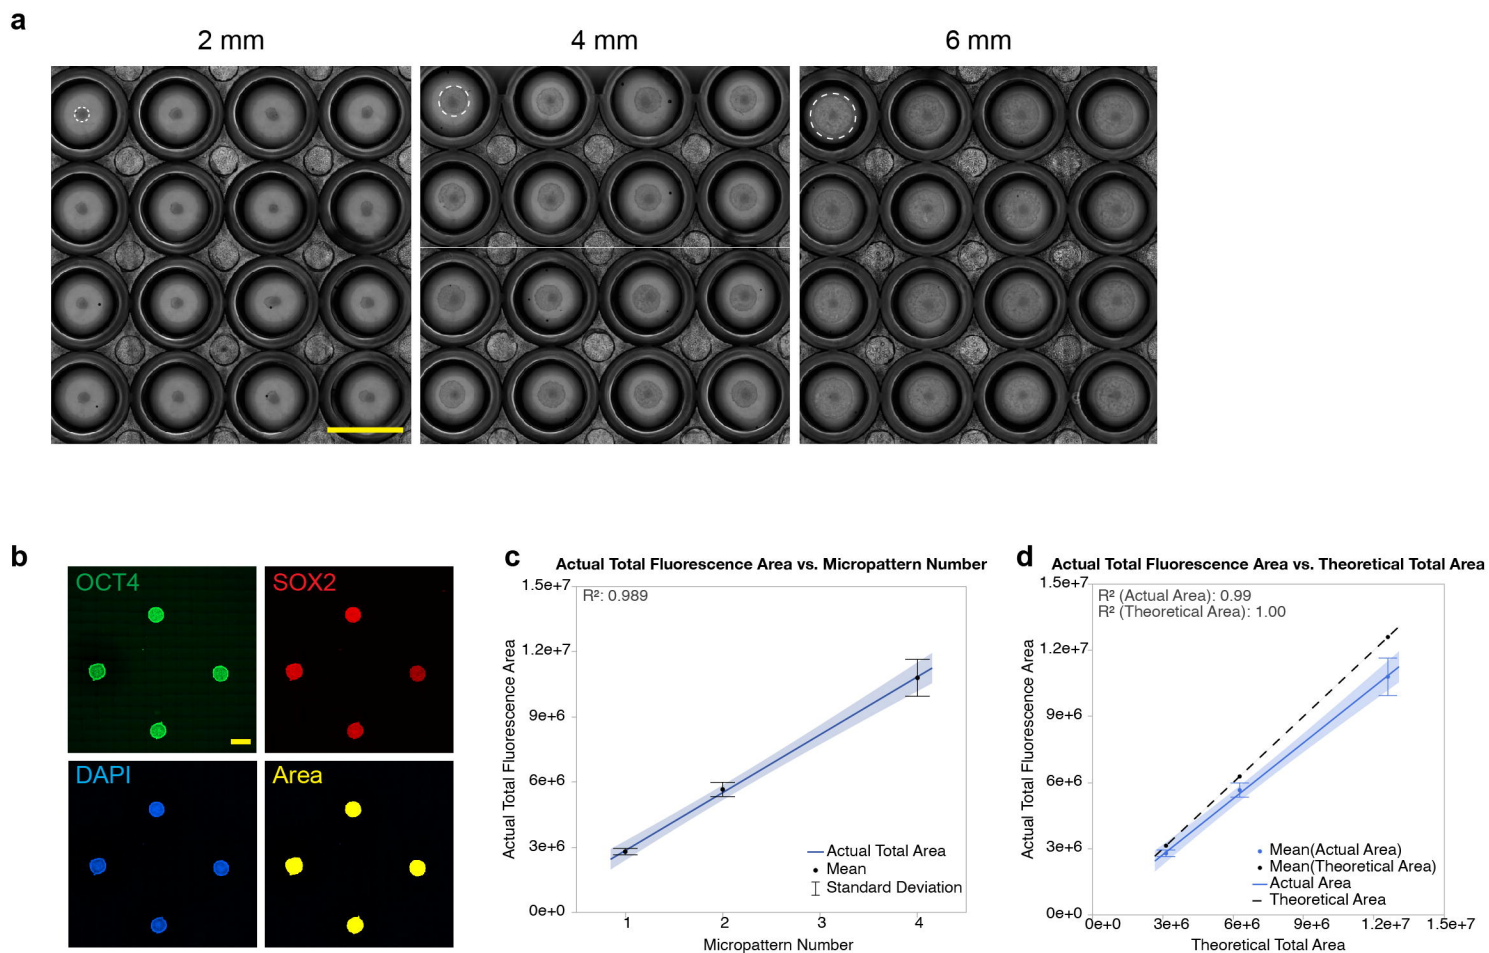 a
2 mm
4 mm
6 mm
b
OCT4
SOX2
DAPI
Area
c
Actual Total Fluorescence Area vs. Micropattern Number
R²: 0.989
1.5e+7
1.2e+7
9e+6
6e+6
3e+6
0e+0
Actual Total Fluorescence Area
1
2
3
4
Micropattern Number
Actual Total Area
Mean
Standard Deviation
d
Actual Total Fluorescence Area vs. Theoretical Total Area
R² (Actual Area): 0.99
R² (Theoretical Area): 1.00
1.5e+7
1.2e+7
9e+6
6e+6
3e+6
0e+0
Actual Total Fluorescence Area
0e+0
3e+6
6e+6
9e+6
1.2e+7
1.5e+7
Theoretical Total Area
Mean(Actual Area)
Mean(Theoretical Area)
Actual Area
Theoretical Area